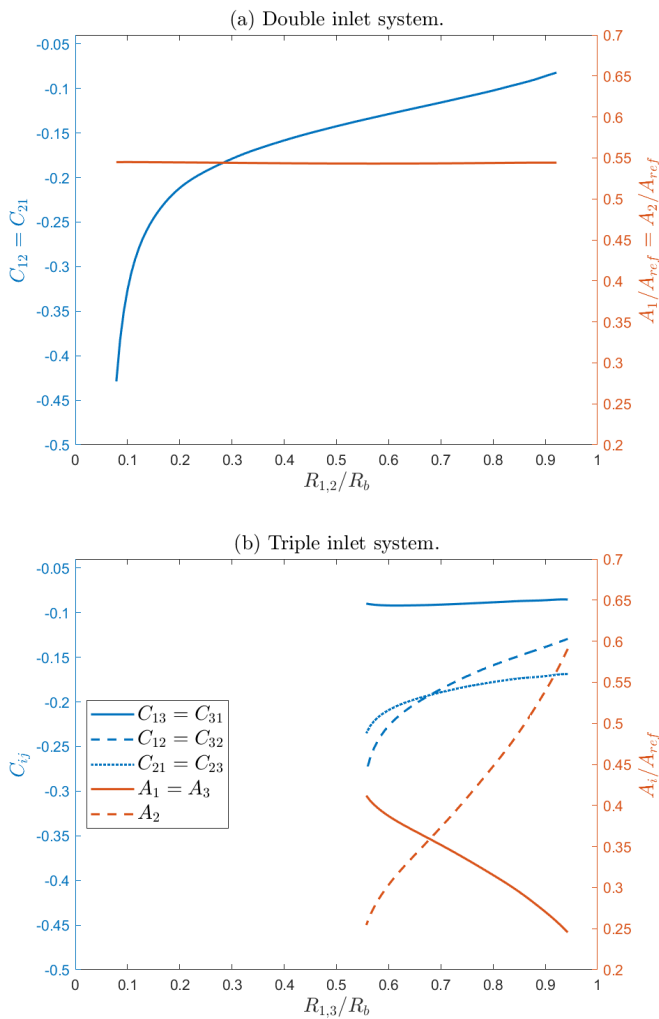 (a) Double inlet system.
-0.05
-0.1
-0.15
-0.2
-0.25
-0.3
-0.35
-0.4
-0.45
-0.5
C₁₂ = C₂₁
0.7
0.65
0.6
0.55
0.5
0.45
0.4
0.35
0.3
0.25
0.2
A₁/A_ref = A₂/A_ref
0 0.1 0.2 0.3 0.4 0.5 0.6 0.7 0.8 0.9 1
R₁,₂/R_b
(b) Triple inlet system.
-0.05
-0.1
-0.15
-0.2
-0.25
-0.3
-0.35
-0.4
-0.45
-0.5
C_ij
C₁₃ = C₃₁
C₁₂ = C₃₂
C₂₁ = C₂₃
A₁ = A₃
A₂
0.7
0.65
0.6
0.55
0.5
0.45
0.4
0.35
0.3
0.25
0.2
A_i/A_ref
0 0.1 0.2 0.3 0.4 0.5 0.6 0.7 0.8 0.9 1
R₁,₃/R_b